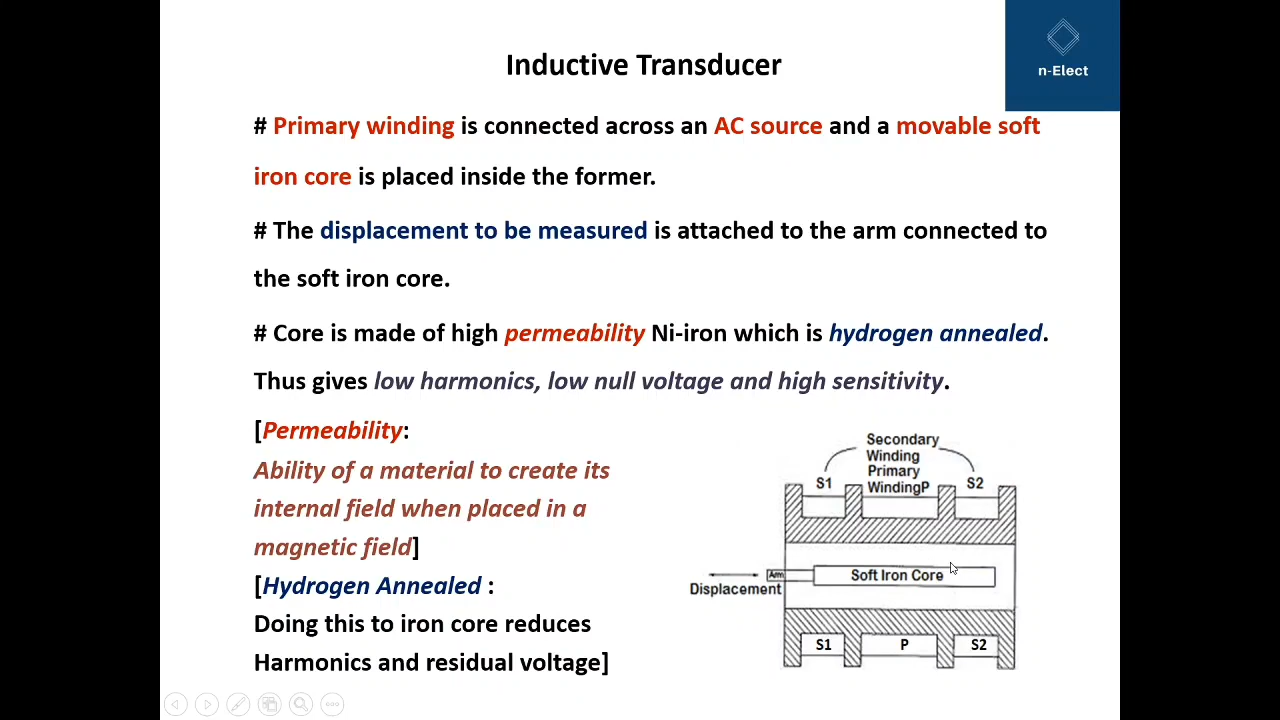 n-Elect
Inductive Transducer
# Primary winding is connected across an AC source and a movable soft
iron core is placed inside the former.
# The displacement to be measured is attached to the arm connected to
the soft iron core.
# Core is made of high permeability Ni-iron which is hydrogen annealed.
Thus gives low harmonics, low null voltage and high sensitivity.
[Permeability:
Ability of a material to create its
internal field when placed in a
magnetic field]
[Hydrogen Annealed :
Doing this to iron core reduces
Harmonics and residual voltage]
Secondary
Winding
Primary
WindingP
S1
S2
Arm
Soft Iron Core
Displacement
S1
P
S2